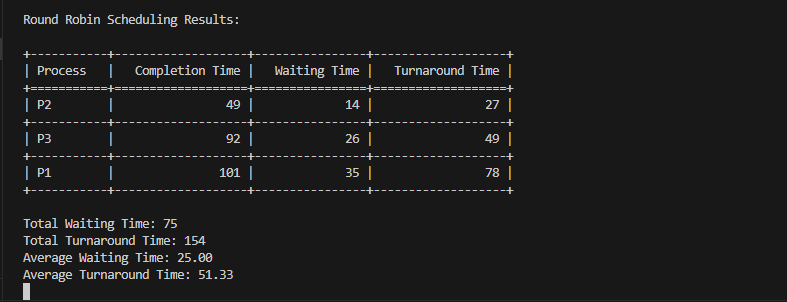 Round Robin Scheduling Results:
+-----------+-------------------+----------------+-------------------+
| Process   |   Completion Time |   Waiting Time |   Turnaround Time |
+===========+===================+================+===================+
| P2        |                49 |             14 |                27 |
+-----------+-------------------+----------------+-------------------+
| P3        |                92 |             26 |                49 |
+-----------+-------------------+----------------+-------------------+
| P1        |               101 |             35 |                78 |
+-----------+-------------------+----------------+-------------------+
Total Waiting Time: 75
Total Turnaround Time: 154
Average Waiting Time: 25.00
Average Turnaround Time: 51.33